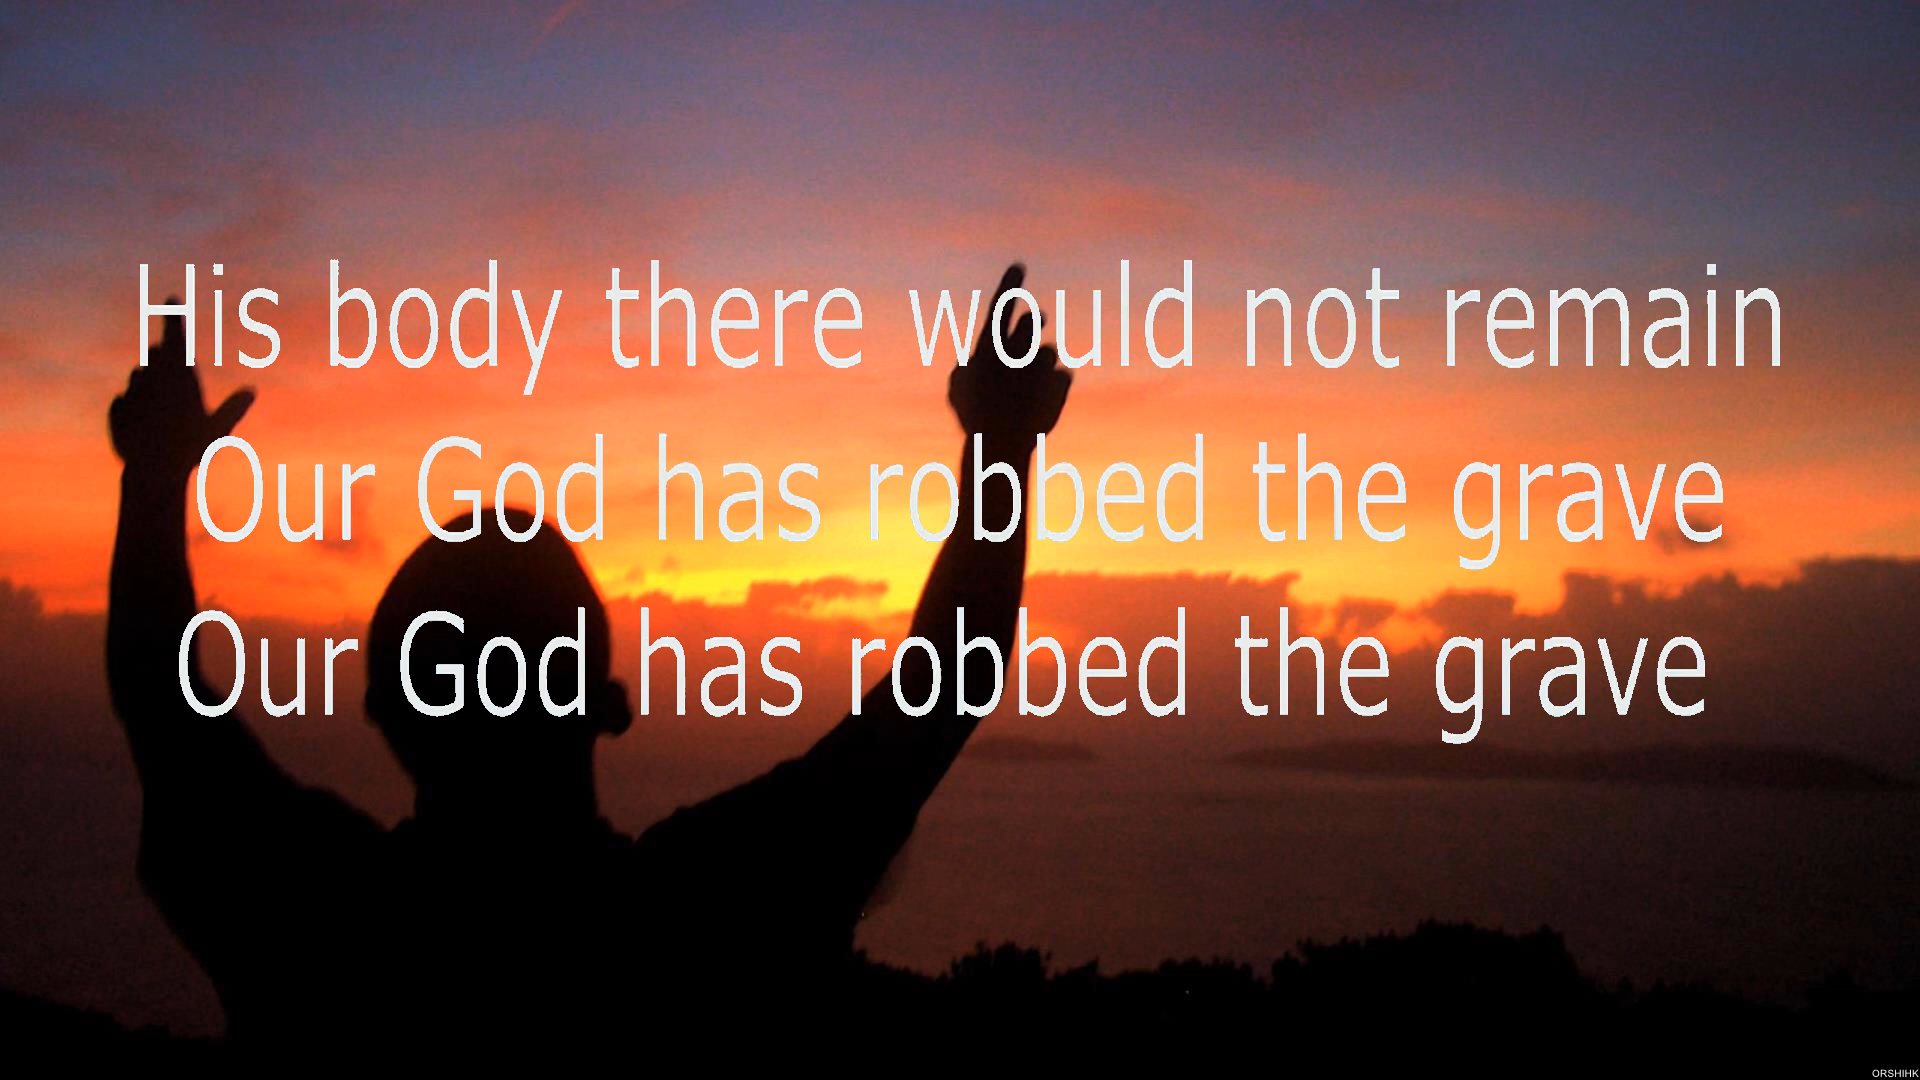 His body there would not remain
Our God has robbed the grave
Our God has robbed the grave
ORSHIHK